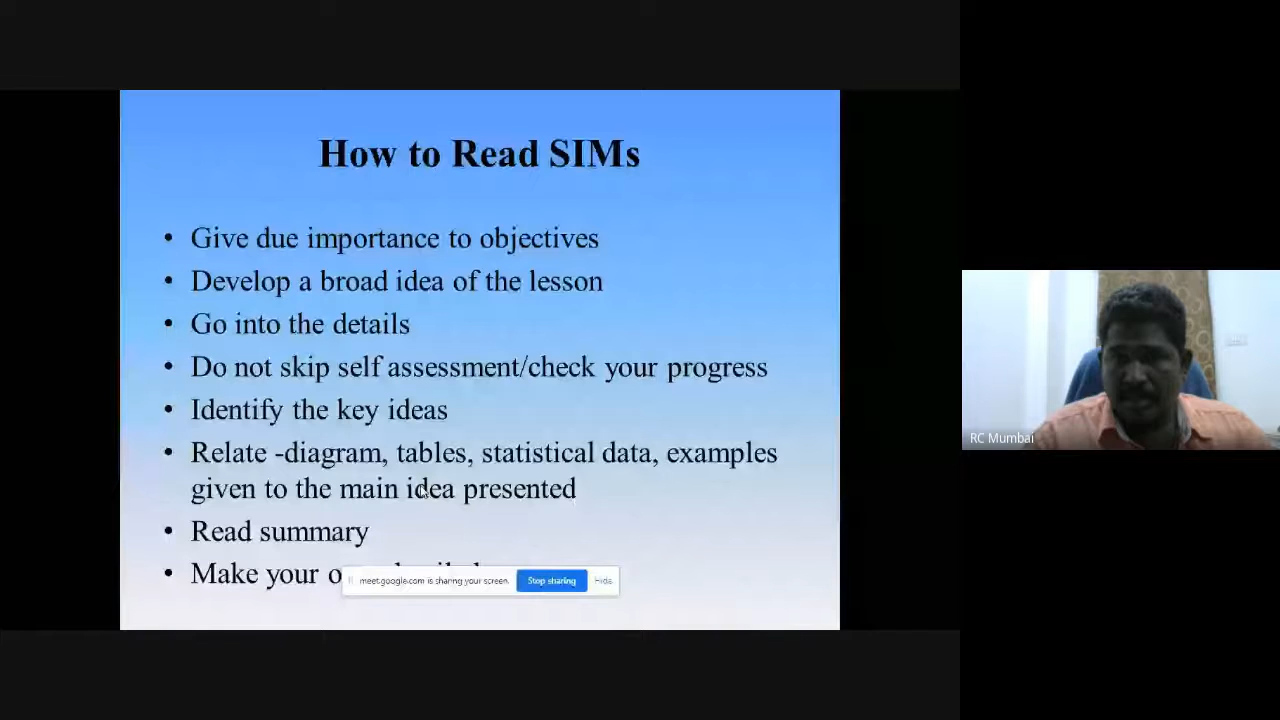 How to Read SIMs
• Give due importance to objectives
• Develop a broad idea of the lesson
• Go into the details
• Do not skip self assessment/check your progress
• Identify the key ideas
• Relate -diagram, tables, statistical data, examples
given to the main idea presented
• Read summary
• Make your
meet.google.com is sharing your screen. Stop sharing Hide
RC Mumbai